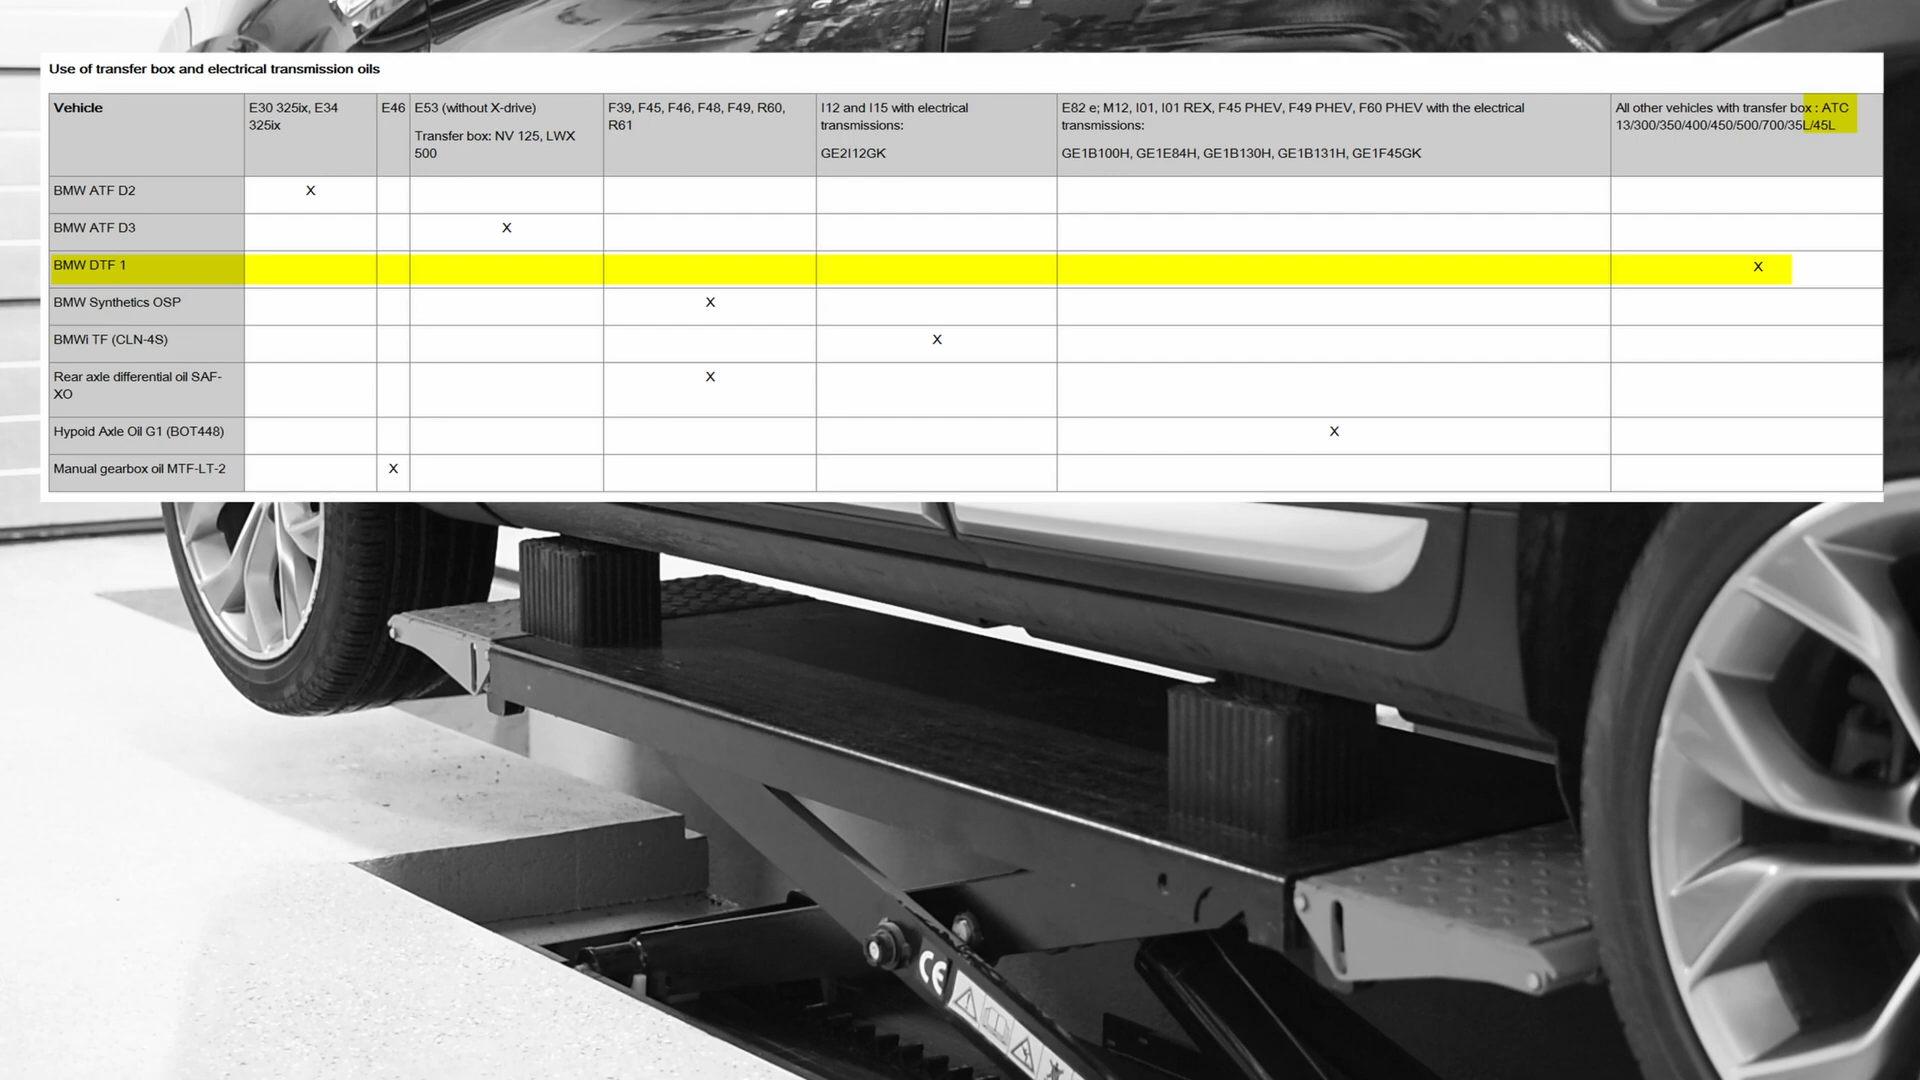 Use of transfer box and electrical transmission oils
Vehicle
E30 325ix, E34
325ix
E46
E53 (without X-drive)
Transfer box: NV 125, LWX
500
F39, F45, F46, F48, F49, R60,
R61
I12 and I15 with electrical
transmissions:
GE2I12GK
E82 e; M12, I01, I01 REX, F45 PHEV, F49 PHEV, F60 PHEV with the electrical
transmissions:
GE1B100H, GE1E84H, GE1B130H, GE1B131H, GE1F45GK
All other vehicles with transfer box : ATC
13/300/350/400/450/500/700/35L/45L
BMW ATF D2
X
BMW ATF D3
X
BMW DTF 1
X
BMW Synthetics OSP
X
BMWi TF (CLN-4S)
X
Rear axle differential oil SAF-
XO
X
Hypoid Axle Oil G1 (BOT448)
X
Manual gearbox oil MTF-LT-2
X
CE